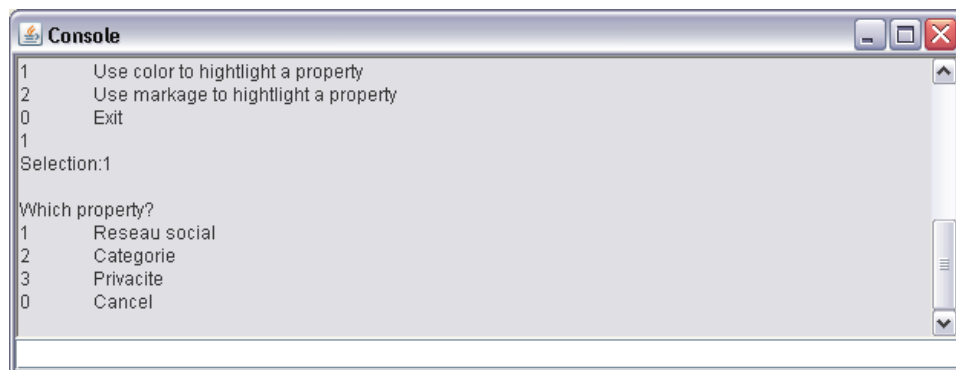 Console
1 Use color to hightlight a property
2 Use markage to hightlight a property
0 Exit
1
Selection:1
Which property?
1 Reseau social
2 Categorie
3 Privacite
0 Cancel